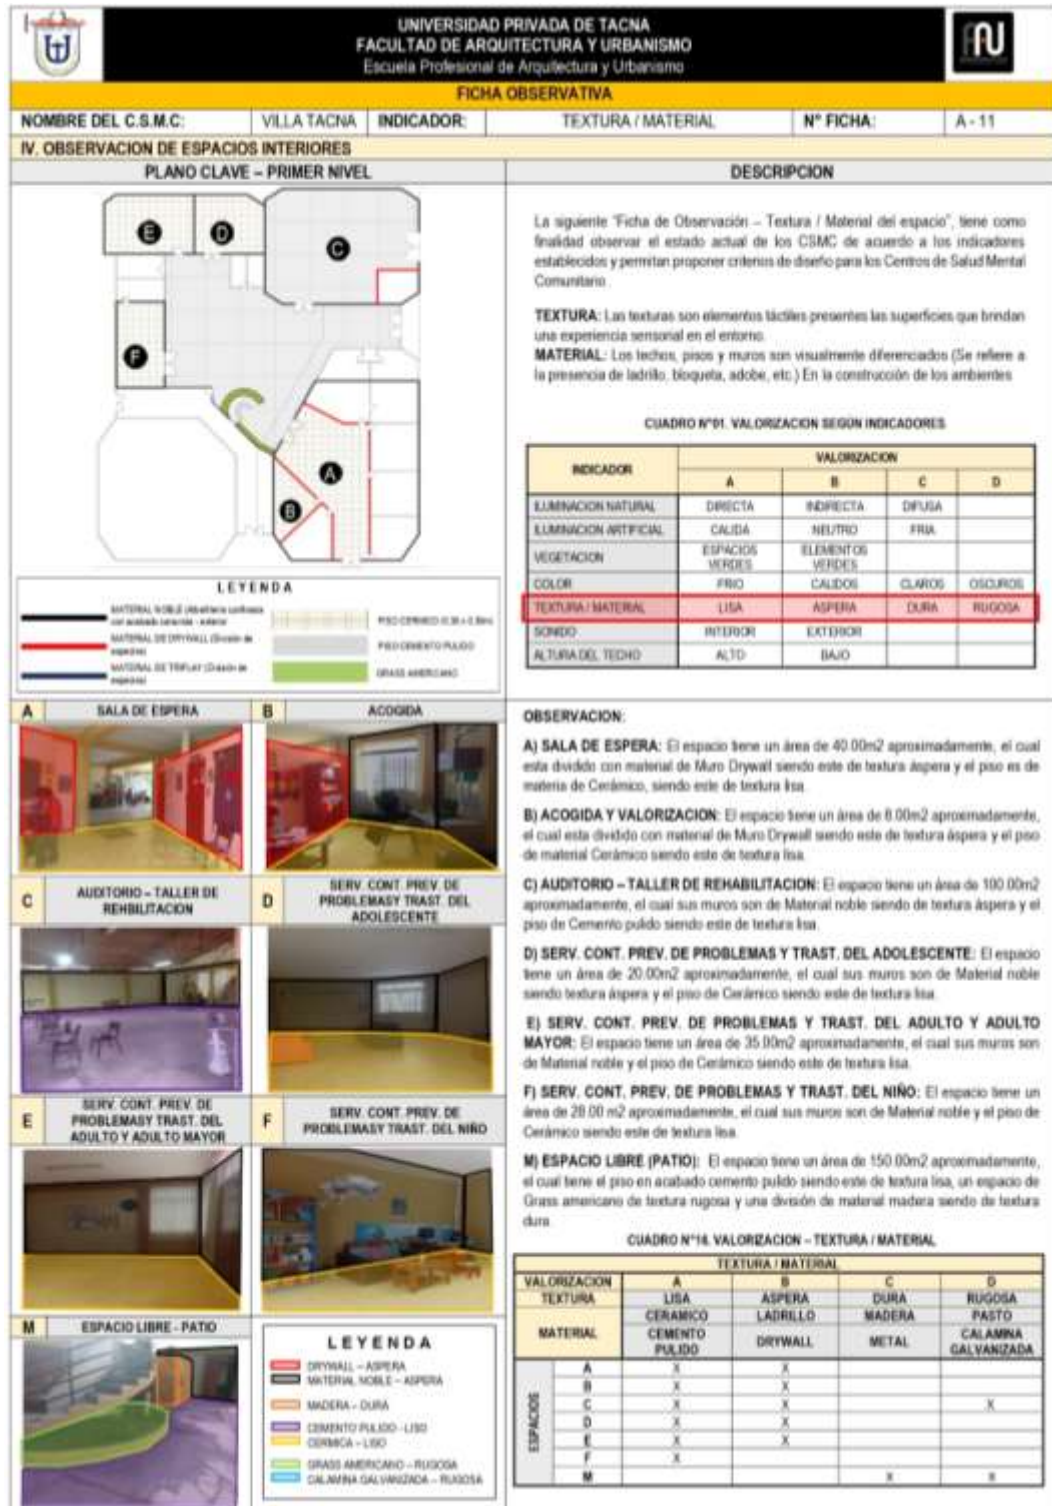 UNIVERSIDAD PRIVADA DE TACNA
FACULTAD DE ARQUITECTURA Y URBANISMO
Escuela Profesional de Arquitectura y Urbanismo
FICHA OBSERVATIVA
NOMBRE DEL C.S.M.C: VILLA TACNA INDICADOR: TEXTURA / MATERIAL N° FICHA: A - 11
IV. OBSERVACION DE ESPACIOS INTERIORES
PLANO CLAVE – PRIMER NIVEL
E
D
C
F
A
B
LEYENDA
MATERIAL NOBLE (Albañilería confinada
con acabado - exterior
MATERIAL DE DRYWALL (División de
espacios)
MATERIAL DE TRIPLAY (División de
espacios)
PISO CEMENTO PULIDO
GRASS AMERICANO
DESCRIPCION
La siguiente "Ficha de Observación – Textura / Material del espacio", tiene como
finalidad observar el estado actual de los CSMC de acuerdo a los indicadores
establecidos y permitan proponer criterios de diseño para los Centros de Salud Mental
Comunitario.
TEXTURA: Las texturas son elementos táctiles presentes las superficies que brindan
una experiencia sensorial en el entorno.
MATERIAL: Los techos, pisos y muros son visualmente diferenciados (Se refiere a
la presencia de ladrillo, bloqueta, adobe, etc.) En la construcción de los ambientes
CUADRO N°01. VALORIZACION SEGÚN INDICADORES
INDICADOR VALORIZACION
A B C D
ILUMINACION NATURAL DIRECTA INDIRECTA DIFUSA
ILUMINACION ARTIFICIAL CALIDA NEUTRO FRIA
VEGETACION ESPACIOS VERDES ELEMENTOS VERDES
COLOR FRIO CALIDOS CLAROS OSCUROS
TEXTURA / MATERIAL LISA ASPERA DURA RUGOSA
SONIDO INTERIOR EXTERIOR
ALTURA DEL TECHO ALTO BAJO
A SALA DE ESPERA
B ACOGIDA
C AUDITORIO – TALLER DE
REHBILITACION
D SERV. CONT. PREV. DE
PROBLEMASY TRAST. DEL
ADOLESCENTE
E SERV. CONT. PREV. DE
PROBLEMASY TRAST. DEL
ADULTO Y ADULTO MAYOR
F SERV. CONT. PREV. DE
PROBLEMASY TRAST. DEL NIÑO
M ESPACIO LIBRE - PATIO
LEYENDA
DRYWALL – ASPERA
MATERIAL NOBLE – ASPERA
MADERA – DURA
CEMENTO PULIDO - LISO
CERMICA – LISO
GRASS AMERICANO – RUGOSA
CALAMINA GALVANIZADA – RUGOSA
OBSERVACION:
A) SALA DE ESPERA: El espacio tiene un área de 40.00m2 aproximadamente, el cual
esta dividido con material de Muro Drywall siendo este de textura áspera y el piso es de
materia de Cerámico, siendo este de textura lisa.
B) ACOGIDA Y VALORIZACION: El espacio tiene un área de 8.00m2 aproximadamente,
el cual esta dividido con material de Muro Drywall siendo este de textura áspera y el piso
de material Cerámico siendo este de textura lisa.
C) AUDITORIO – TALLER DE REHABILITACION: El espacio tiene un área de 100.00m2
aproximadamente, el cual sus muros son de Material noble siendo de textura áspera y el
piso de Cemento pulido siendo este de textura lisa.
D) SERV. CONT. PREV. DE PROBLEMAS Y TRAST. DEL ADOLESCENTE: El espacio
tiene un área de 20.00m2 aproximadamente, el cual sus muros son de Material noble
siendo textura áspera y el piso de Cerámico siendo este de textura lisa.
E) SERV. CONT. PREV. DE PROBLEMAS Y TRAST. DEL ADULTO Y ADULTO
MAYOR: El espacio tiene un área de 35.00m2 aproximadamente, el cual sus muros son
de Material noble y el piso de Cerámico siendo este de textura lisa.
F) SERV. CONT. PREV. DE PROBLEMAS Y TRAST. DEL NIÑO: El espacio tiene un
área de 28.00 m2 aproximadamente, el cual sus muros son de Material noble y el piso de
Cerámico siendo este de textura lisa.
M) ESPACIO LIBRE (PATIO): El espacio tiene un área de 150.00m2 aproximadamente,
el cual tiene el piso en acabado cemento pulido siendo este de textura lisa, un espacio de
Grass americano de textura rugosa y una división de material madera siendo de textura
dura.
CUADRO N°16. VALORIZACION – TEXTURA / MATERIAL
TEXTURA / MATERIAL
VALORIZACION A B C D
TEXTURA LISA ASPERA DURA RUGOSA
MATERIAL CERAMICO LADRILLO MADERA PASTO
CEMENTO PULIDO DRYWALL METAL CALAMINA GALVANIZADA
ESPACIOS
A X X
B X X
C X X X
D X X
E X X
F X
M X X